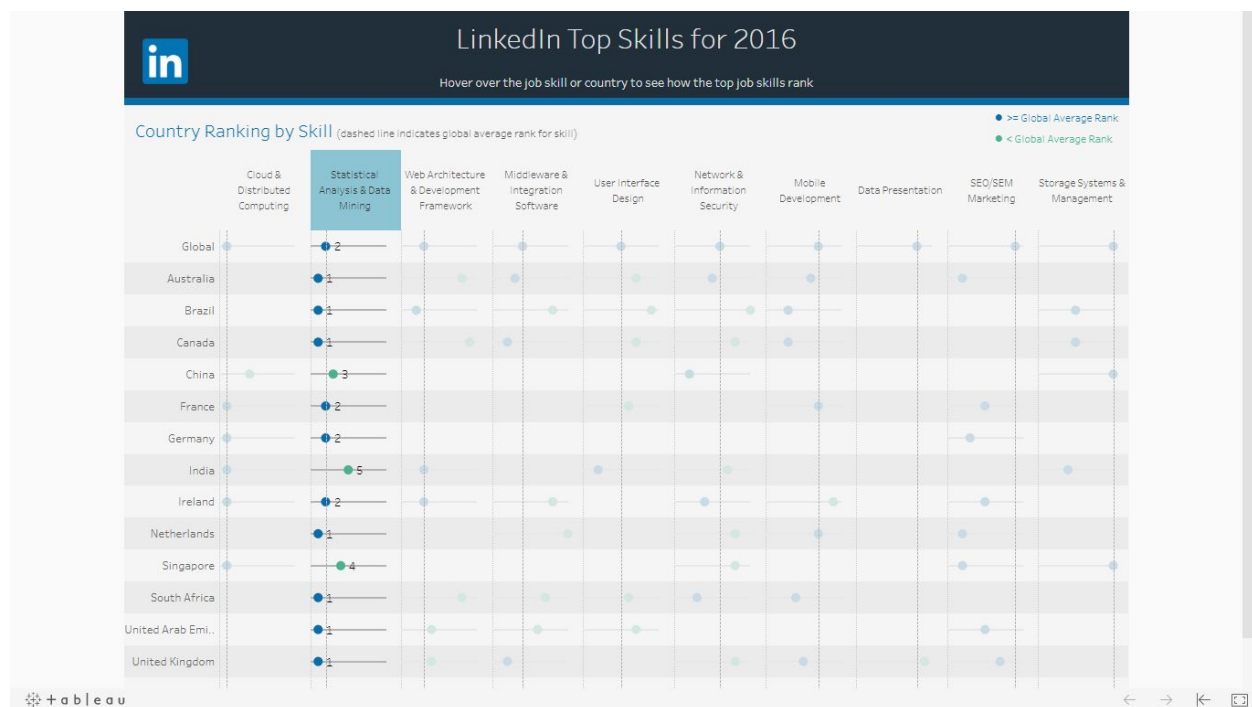 in
LinkedIn Top Skills for 2016
Hover over the job skill or country to see how the top job skills rank
Country Ranking by Skill (dashed line indicates global average rank for skill)
>= Global Average Rank
< Global Average Rank
Cloud &
Distributed
Computing
Statistical
Analysis & Data
Mining
Web Architecture
& Development
Framework
Middleware &
Integration
Software
User Interface
Design
Network &
Information
Security
Mobile
Development
Data Presentation
SEO/SEM
Marketing
Storage Systems &
Management
Global 2
Australia 1
Brazil 1
Canada 1
China 3
France 2
Germany 2
India 5
Ireland 2
Netherlands 1
Singapore 4
South Africa 1
United Arab Emi.. 1
United Kingdom 1
+ a b | e a u